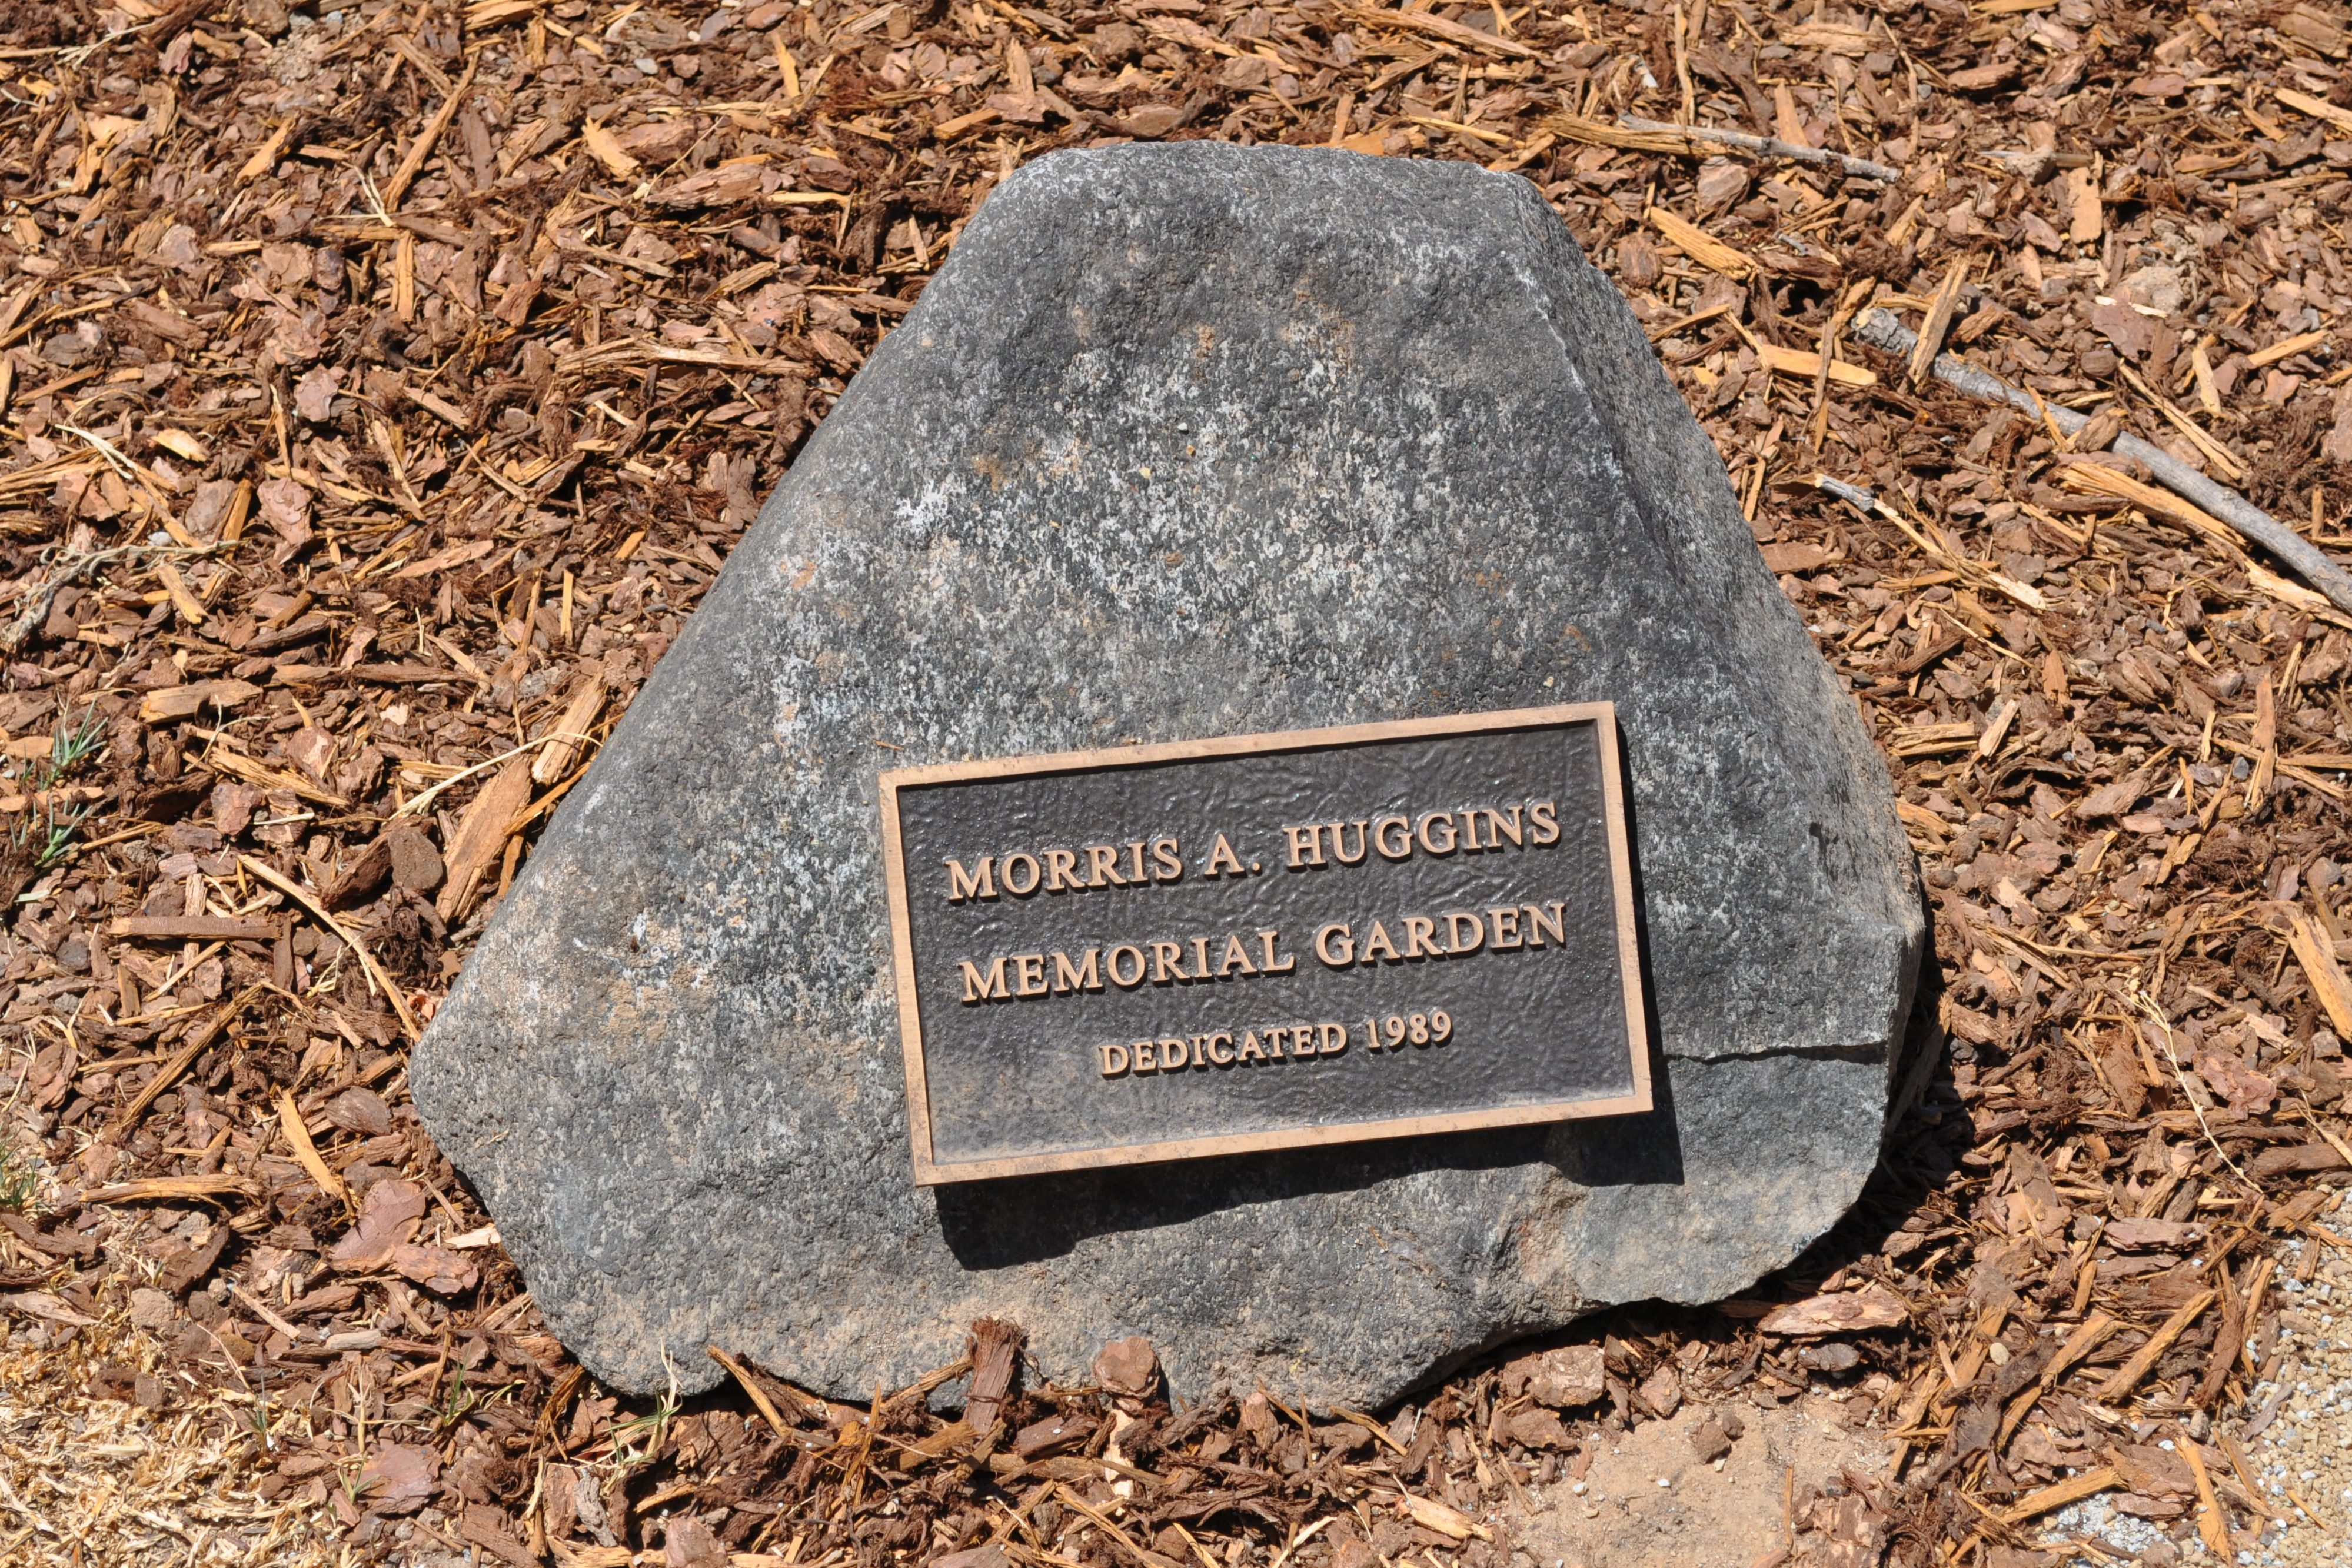 MORRIS A. HUGGINS
MEMORIAL GARDEN
DEDICATED 1989